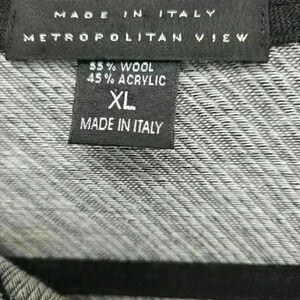 MADE IN ITALY
METROPOLITAN VIEW
55% WOOL
45% ACRYLIC
XL
MADE IN ITALY